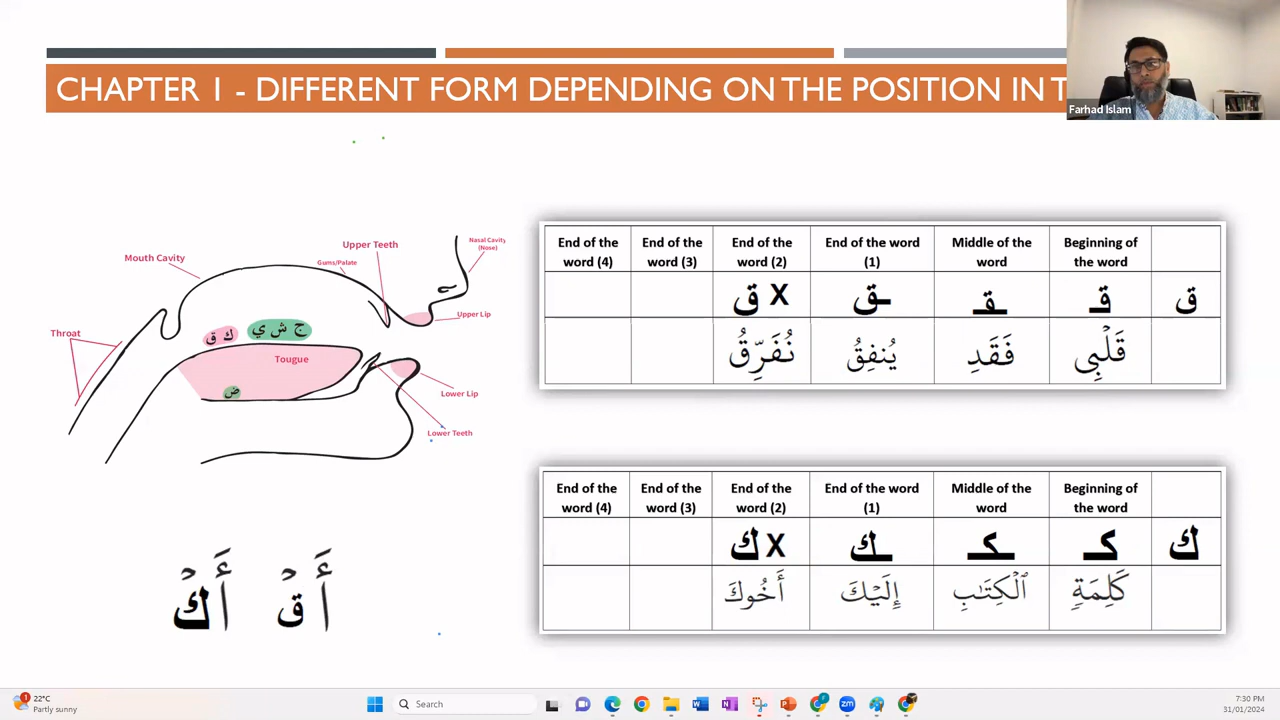 CHAPTER 1 - DIFFERENT FORM DEPENDING ON THE POSITION IN T
Farhad Islam
Nasal Cavity
(Nose)
Upper Teeth
Gums/Palate
Mouth Cavity
Upper Lip
Throat
ق ك
ج ش ي
Tougue
ض
Lower Lip
Lower Teeth
أَقْ
أَكْ
End of the word (4) End of the word (3) End of the word (2) End of the word (1) Middle of the word Beginning of the word
ق X ـق ـقـ قـ ق
نُفَرِّقُ يُنفِقُ فَقَدِ قَلْبِى
End of the word (4) End of the word (3) End of the word (2) End of the word (1) Middle of the word Beginning of the word
ك X ـك ـكـ كـ ك
أَخُوكَ إِلَيْكَ ٱلْكِتَٰبِ كَلِمَةٍ
1
22°C
Partly sunny
Search
7:30 PM
31/01/2024